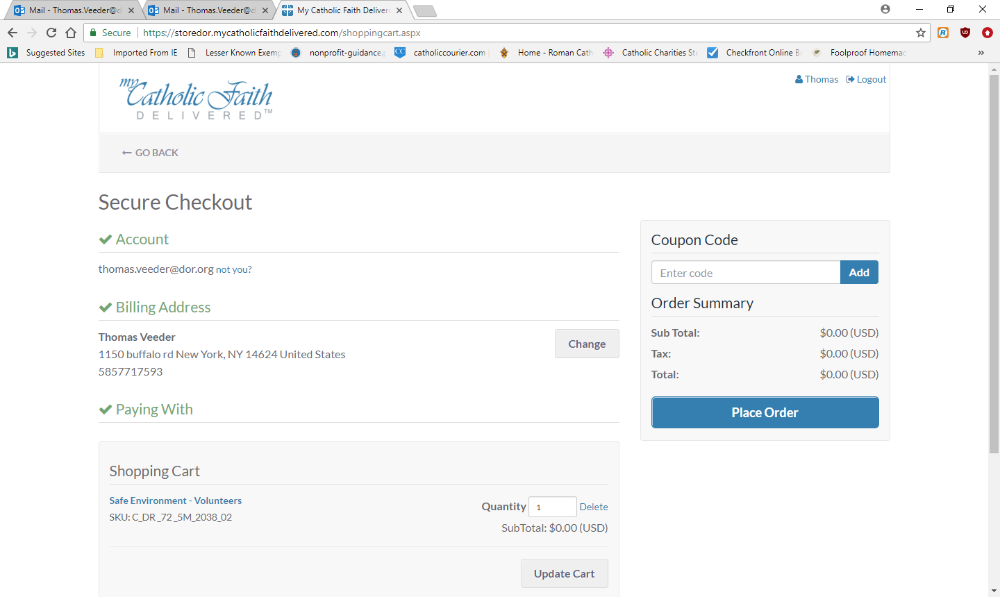 Mail - Thomas.Veeder@d
Mail - Thomas.Veeder@d
My Catholic Faith Deliver
Secure
https://storedor.mycatholicfaithdelivered.com/shoppingcart.aspx
Suggested Sites
Imported From IE
Lesser Known Exemp
nonprofit-guidance.
catholiccourier.com
Home - Roman Cath
Catholic Charities Ste
Checkfront Online B
Foolproof Homemac
»
my Catholic Faith
DELIVERED™
Thomas
Logout
GO BACK
Secure Checkout
Account
thomas.veeder@dor.org not you?
Billing Address
Thomas Veeder
1150 buffalo rd New York, NY 14624 United States
5857717593
Change
Paying With
Shopping Cart
Safe Environment - Volunteers
SKU: C_DR_72_5M_2038_02
Quantity 1 Delete
SubTotal: $0.00 (USD)
Update Cart
Coupon Code
Enter code
Add
Order Summary
Sub Total: $0.00 (USD)
Tax: $0.00 (USD)
Total: $0.00 (USD)
Place Order